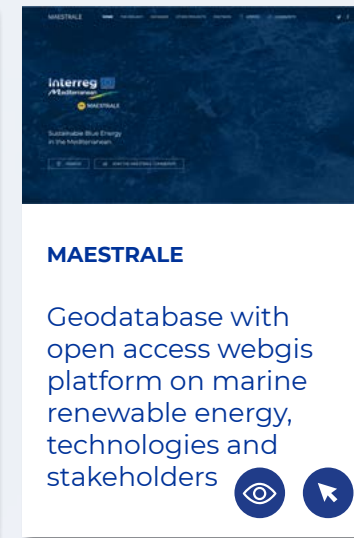 MAESTRALE HOME
Interreg
Mediterranean
MAESTRALE
Sustainable Blue Energy
in the Mediterranean
MAESTRALE
Geodatabase with
open access webgis
platform on marine
renewable energy,
technologies and
stakeholders